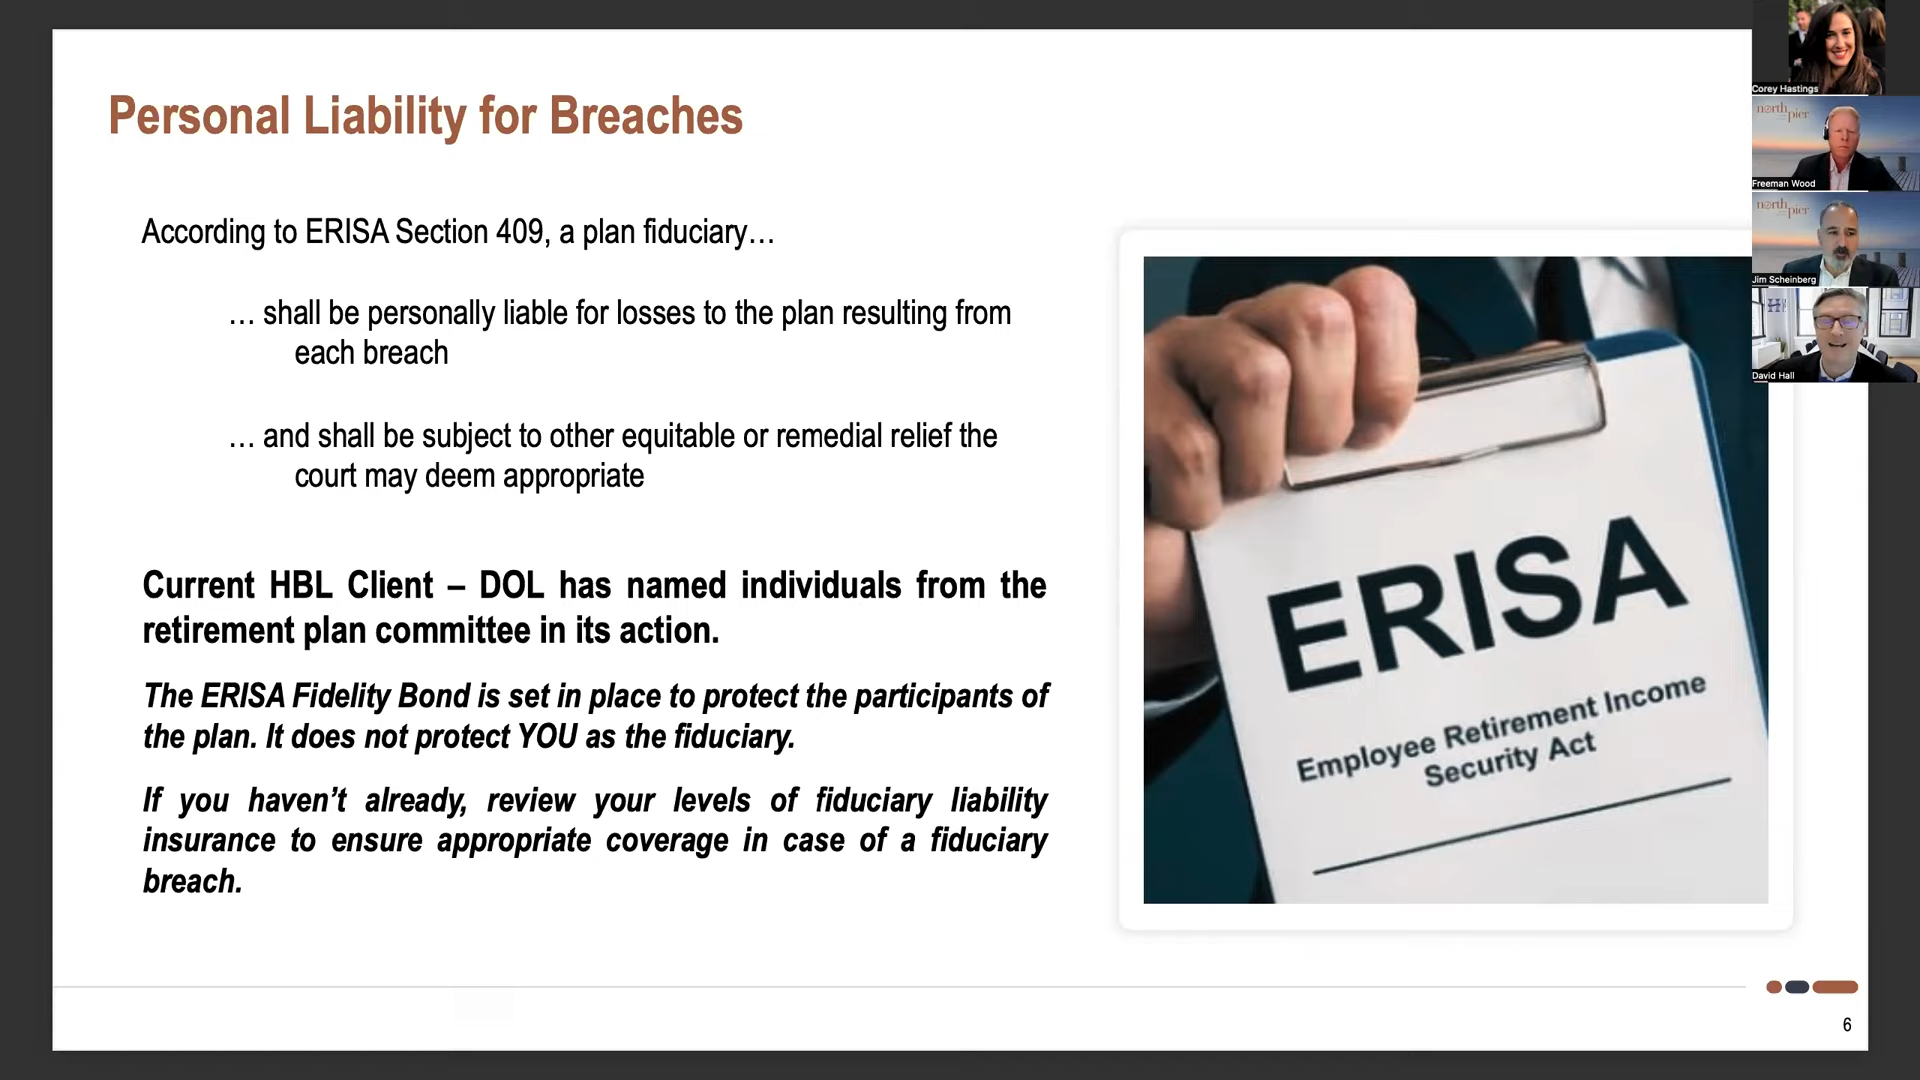 Personal Liability for Breaches
According to ERISA Section 409, a plan fiduciary…
… shall be personally liable for losses to the plan resulting from
each breach
… and shall be subject to other equitable or remedial relief the
court may deem appropriate
Current HBL Client – DOL has named individuals from the
retirement plan committee in its action.
The ERISA Fidelity Bond is set in place to protect the participants of
the plan. It does not protect YOU as the fiduciary.
If you haven’t already, review your levels of fiduciary liability
insurance to ensure appropriate coverage in case of a fiduciary
breach.
ERISA
Employee Retirement Income
Security Act
Corey Hastings
north
pier
Freeman Wood
north
pier
Jim Scheinberg
H
David Hall
6